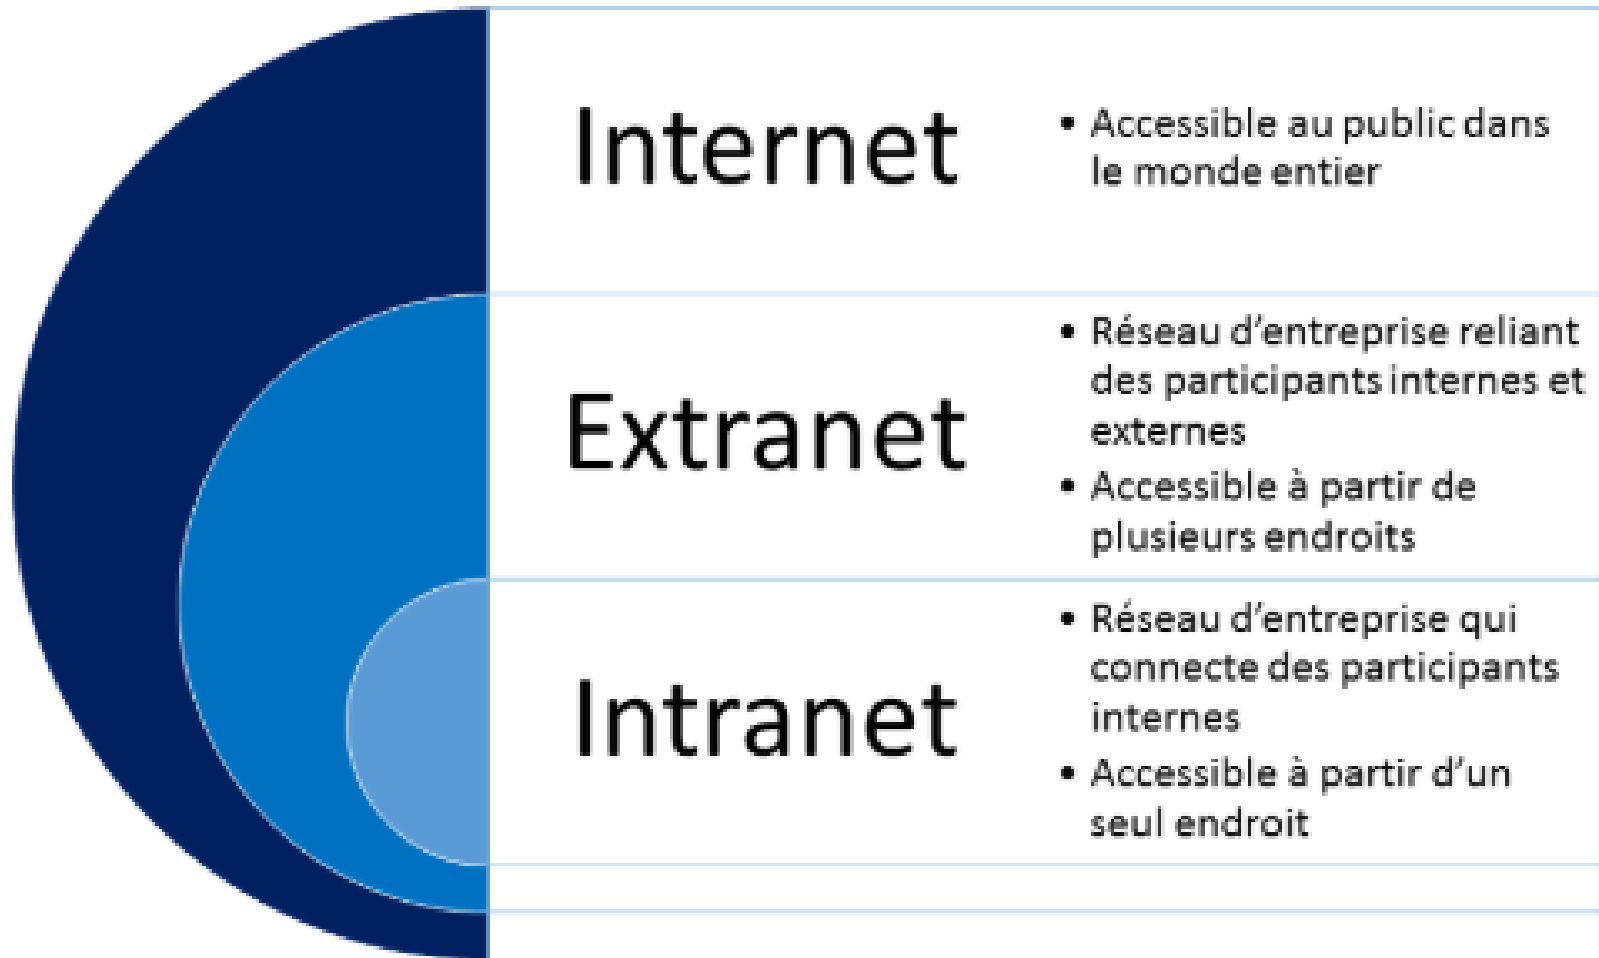 Internet
• Accessible au public dans
le monde entier
Extranet
• Réseau d’entreprise reliant
des participants internes et
externes
• Accessible à partir de
plusieurs endroits
Intranet
• Réseau d’entreprise qui
connecte des participants
internes
• Accessible à partir d’un
seul endroit